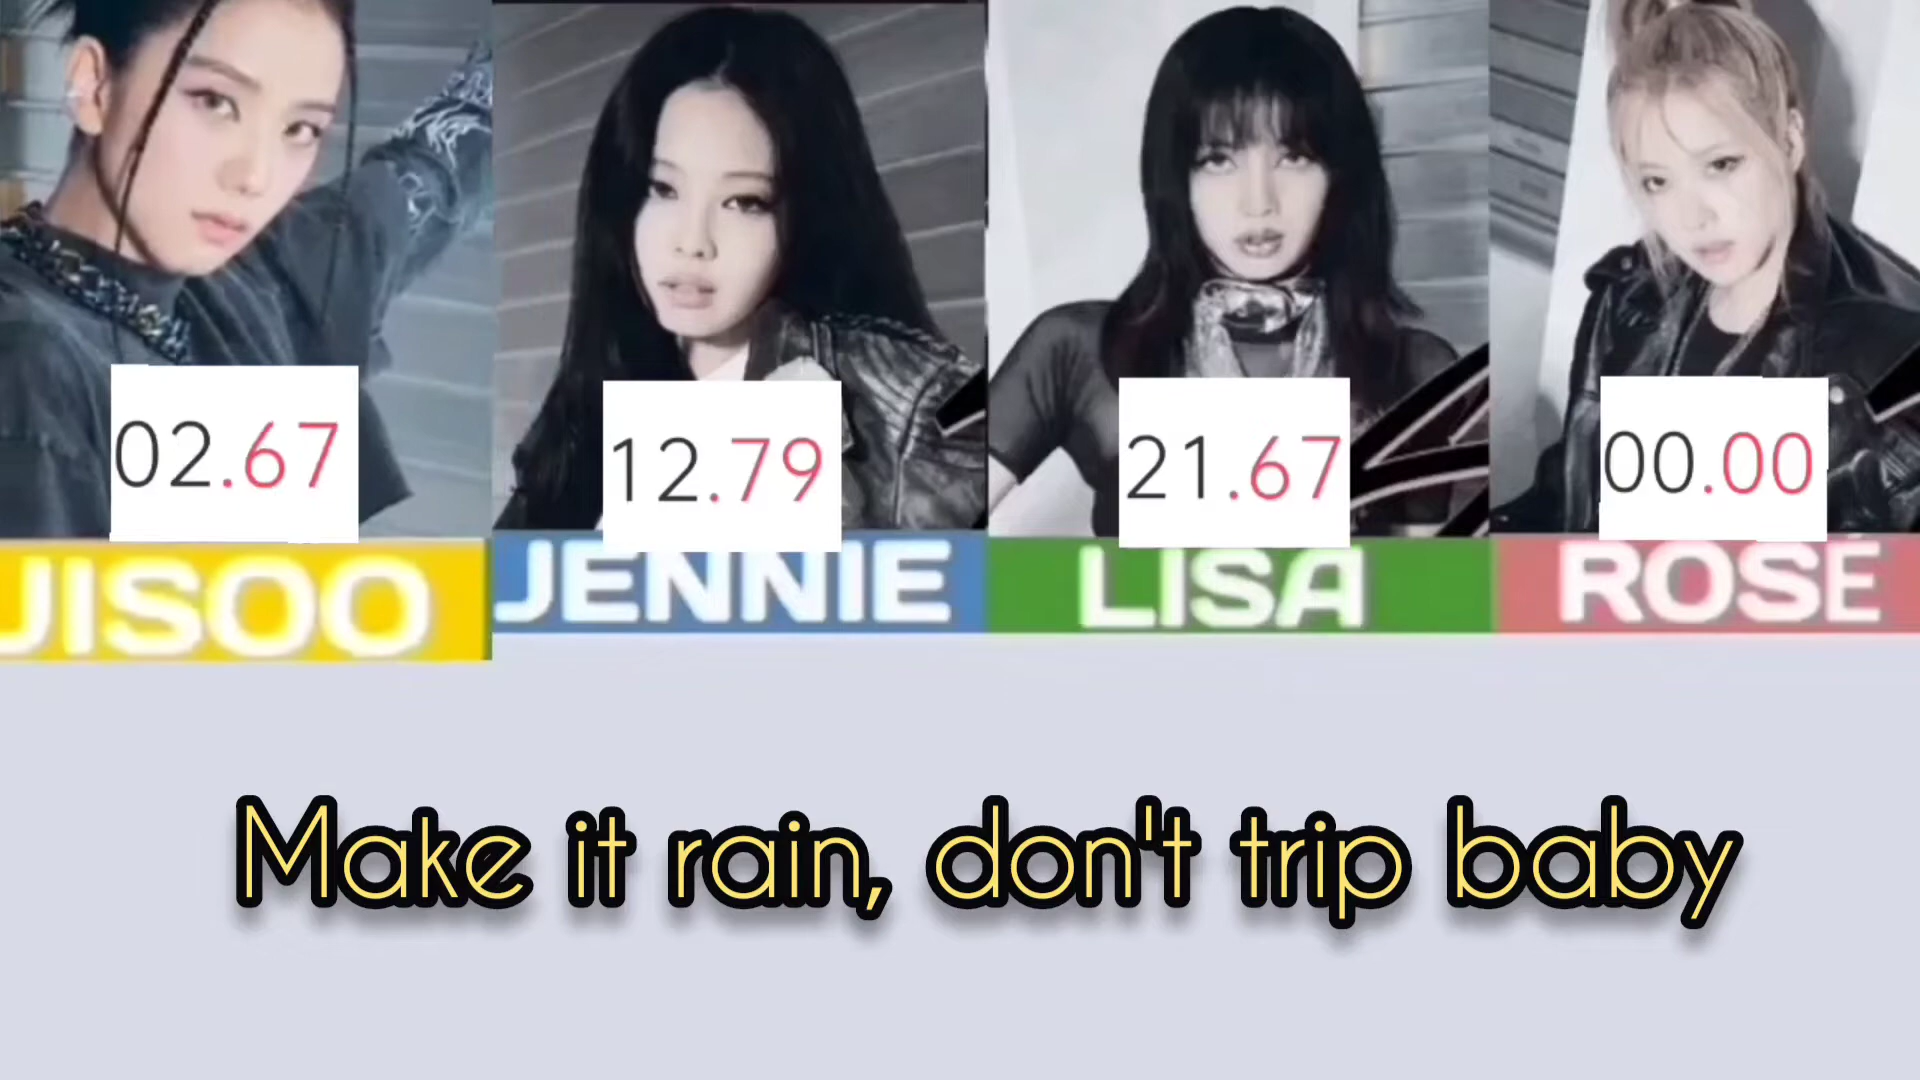 02.67
12.79
21.67
00.00
JISOO
JENNIE
LISA
ROSÉ
Make it rain, don't trip baby